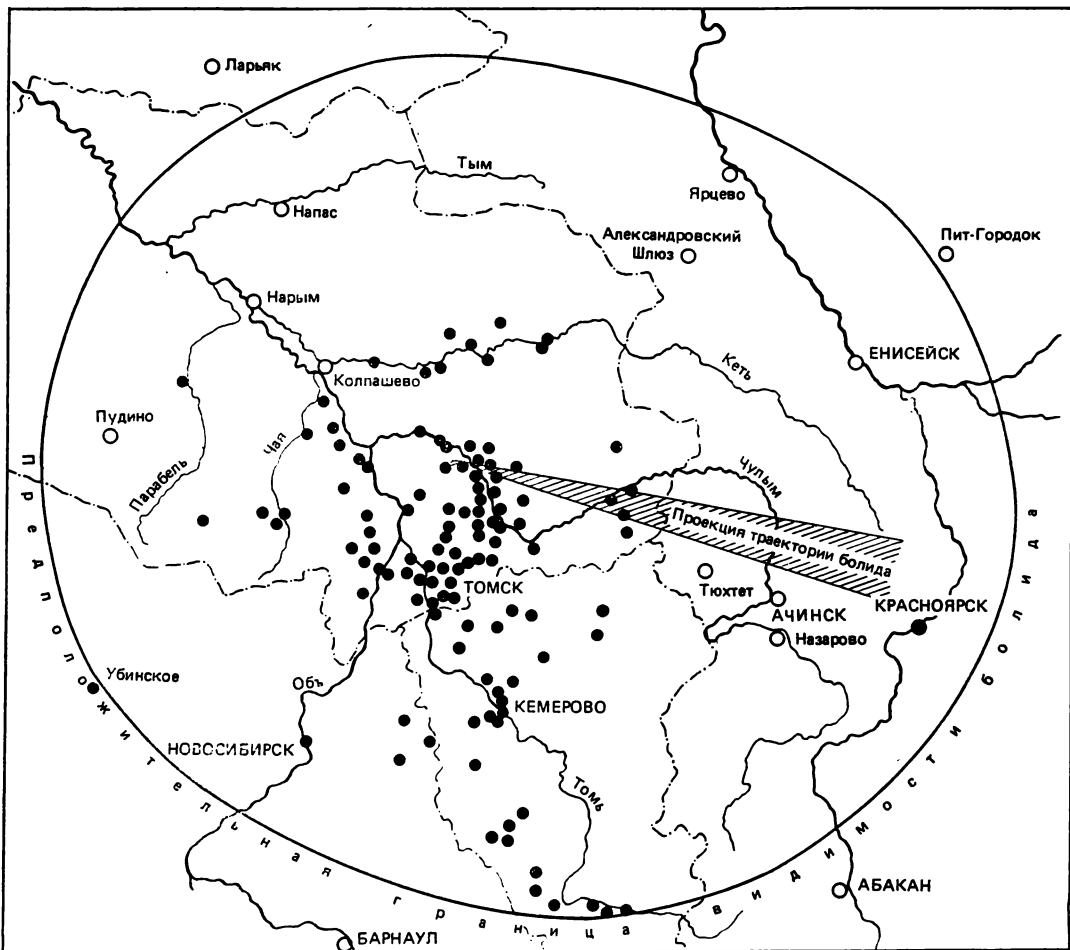 Ларьяк
Тым
Ярцево
Напас
Александровский
Шлюз
Пит-Городок
Нарым
ЕНИСЕЙСК
Колпашево
Кеть
Пудино
Чая
Парабель
Чулым
Проекция траектории болида
ТОМСК
Тюхтет
АЧИНСК
КРАСНОЯРСК
Назарово
Убинское
Объ
КЕМЕРОВО
НОВОСИБИРСК
Томь
АБАКАН
БАРНАУЛ
Предположительная граница видимости болида